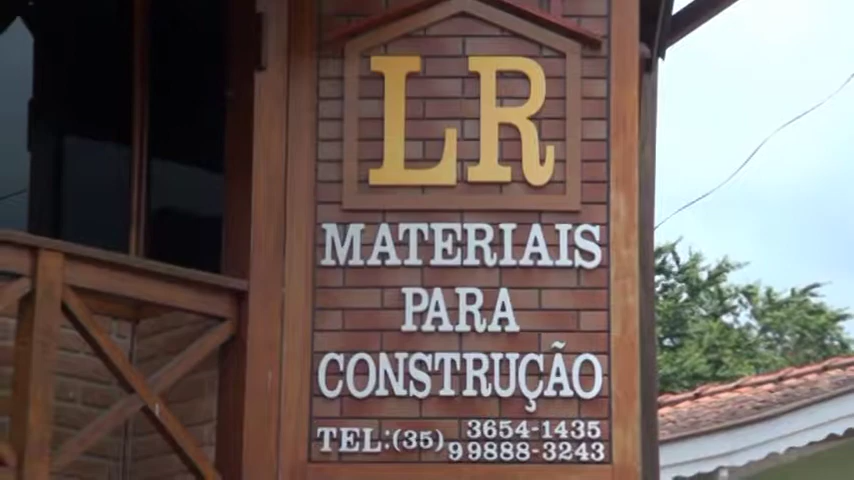 LR
MATERIAIS
PARA
CONSTRUÇÃO
TEL:(35) 3654-1435
99888-3243